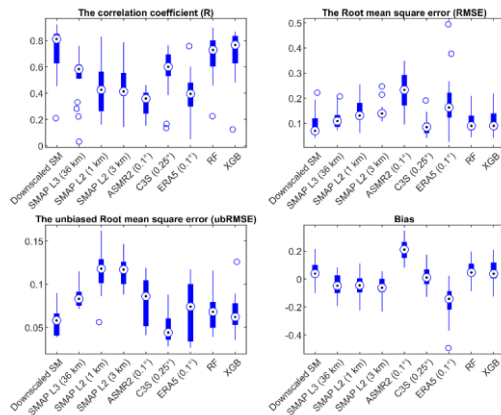 The correlation coefficient (R)
0.8
0.6
0.4
0.2
0
Downscaled SM
SMAP L3 (36 km)
SMAP L2 (1 km)
SMAP L2 (3 km)
ASMR2 (0.1°)
C3S (0.25°)
ERA5 (0.1°)
RF
XGB
The Root mean square error (RMSE)
0.5
0.4
0.3
0.2
0.1
Downscaled SM
SMAP L3 (36 km)
SMAP L2 (1 km)
SMAP L2 (3 km)
ASMR2 (0.1°)
C3S (0.25°)
ERA5 (0.1°)
RF
XGB
The unbiased Root mean square error (ubRMSE)
0.15
0.1
0.05
Downscaled SM
SMAP L3 (36 km)
SMAP L2 (1 km)
SMAP L2 (3 km)
ASMR2 (0.1°)
C3S (0.25°)
ERA5 (0.1°)
RF
XGB
Bias
0.4
0.2
0
-0.2
-0.4
Downscaled SM
SMAP L3 (36 km)
SMAP L2 (1 km)
SMAP L2 (3 km)
ASMR2 (0.1°)
C3S (0.25°)
ERA5 (0.1°)
RF
XGB